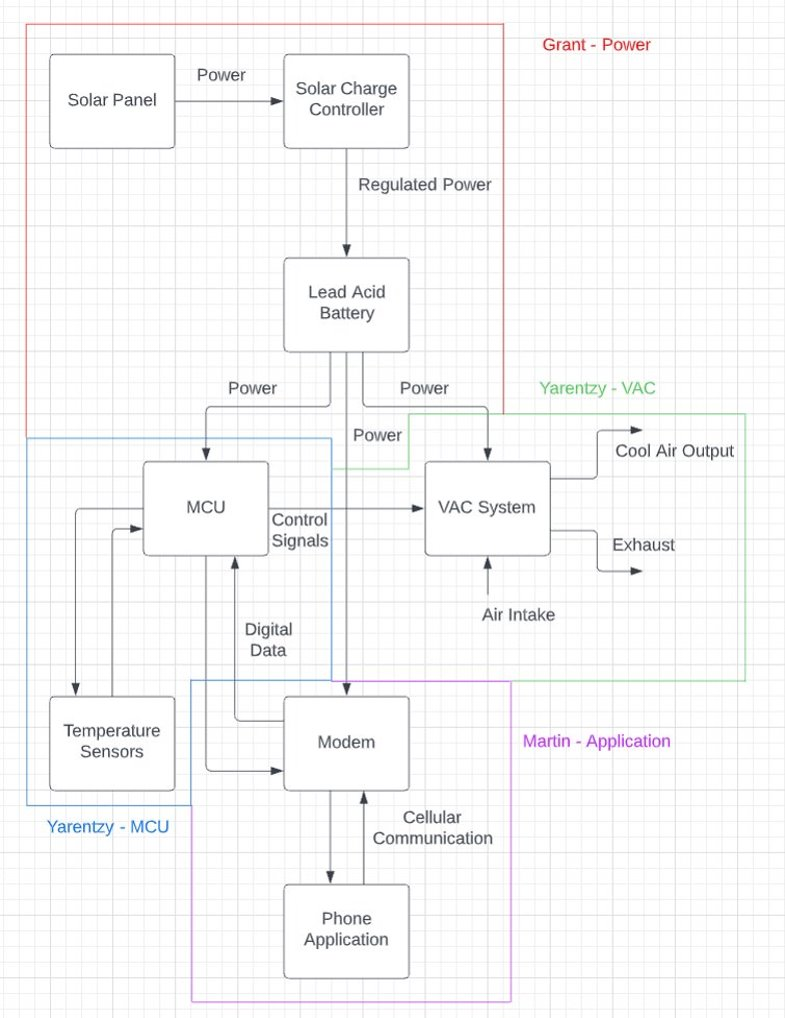 Grant - Power
Solar Panel
Power
Solar Charge
Controller
Regulated Power
Lead Acid
Battery
Power
Power
Yarentzy - VAC
Power
Cool Air Output
MCU
Control
Signals
VAC System
Exhaust
Air Intake
Digital
Data
Temperature
Sensors
Modem
Martin - Application
Yarentzy - MCU
Cellular
Communication
Phone
Application